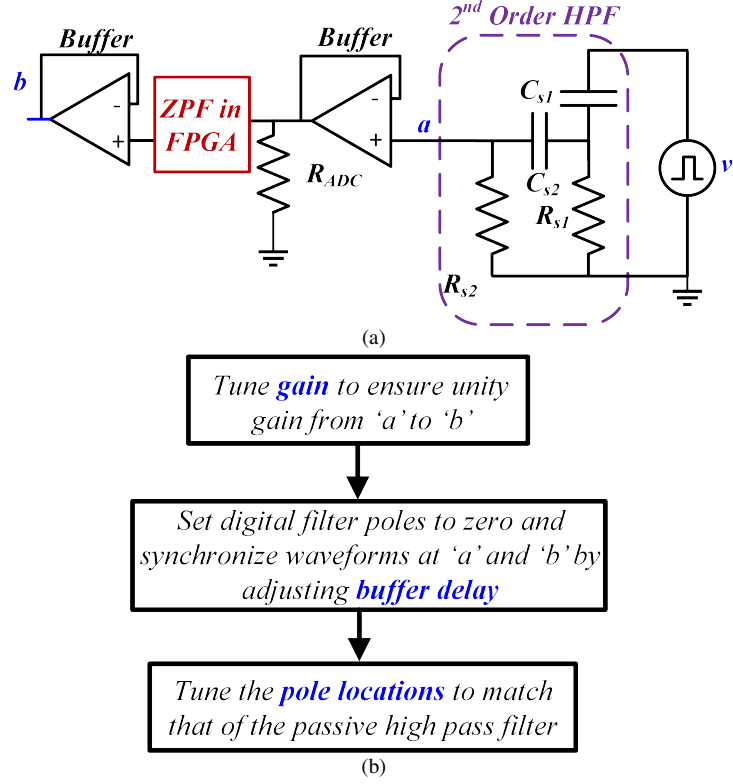 2nd Order HPF
Buffer
Buffer
b
ZPF in
FPGA
-
+
-
+
a
RADC
Cs1
Cs2
Rs1
Rs2
v
(a)
Tune gain to ensure unity
gain from ‘a’ to ‘b’
Set digital filter poles to zero and
synchronize waveforms at ‘a’ and ‘b’ by
adjusting buffer delay
Tune the pole locations to match
that of the passive high pass filter
(b)